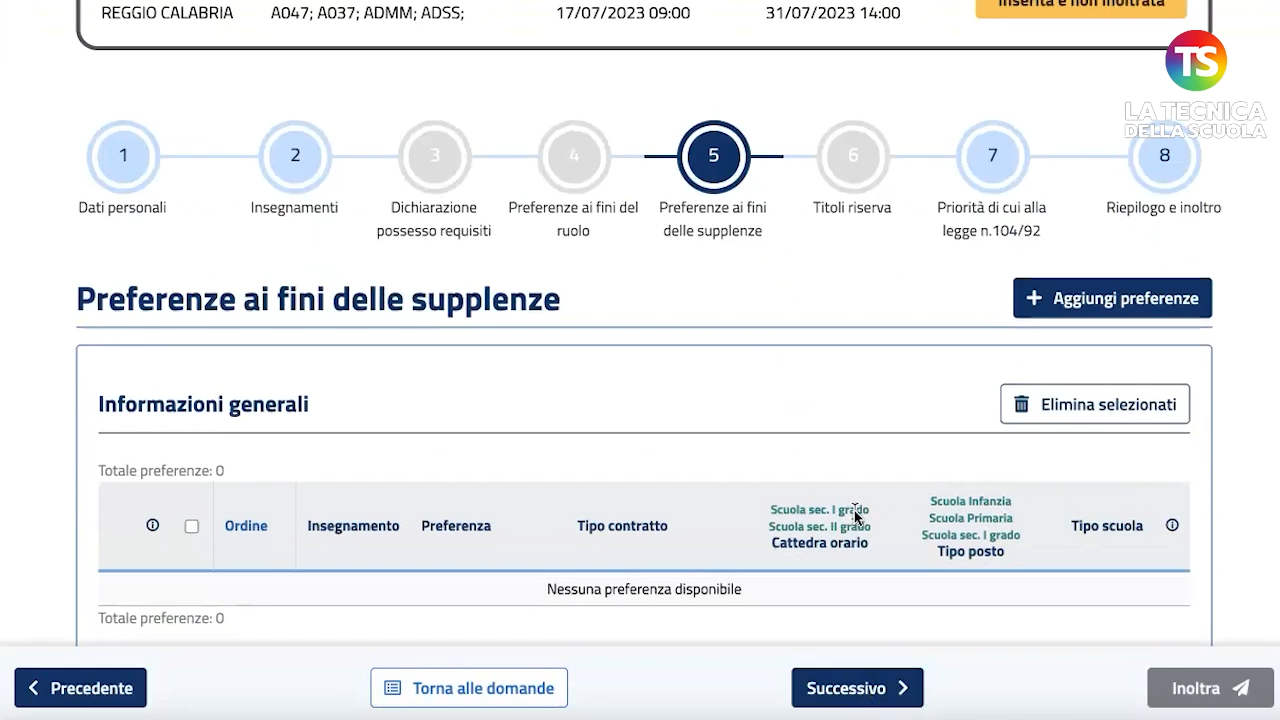 REGGIO CALABRIA A047; A037; ADMM; ADSS; 17/07/2023 09:00 31/07/2023 14:00 Inserita e non inoltrata
TS
LA TECNICA
DELLA SCUOLA
1 2 3 4 5 6 7 8
Dati personali Insegnamenti Dichiarazione possesso requisiti Preferenze ai fini del ruolo Preferenze ai fini delle supplenze Titoli riserva Priorità di cui alla legge n.104/92 Riepilogo e inoltro
Preferenze ai fini delle supplenze
+ Aggiungi preferenze
Informazioni generali
Elimina selezionati
Totale preferenze: 0
Ordine Insegnamento Preferenza Tipo contratto
Scuola sec. I grado
Scuola sec. II grado
Cattedra orario
Scuola Infanzia
Scuola Primaria
Scuola sec. I grado
Tipo posto
Tipo scuola
Nessuna preferenza disponibile
Totale preferenze: 0
Precedente Torna alle domande Successivo Inoltra